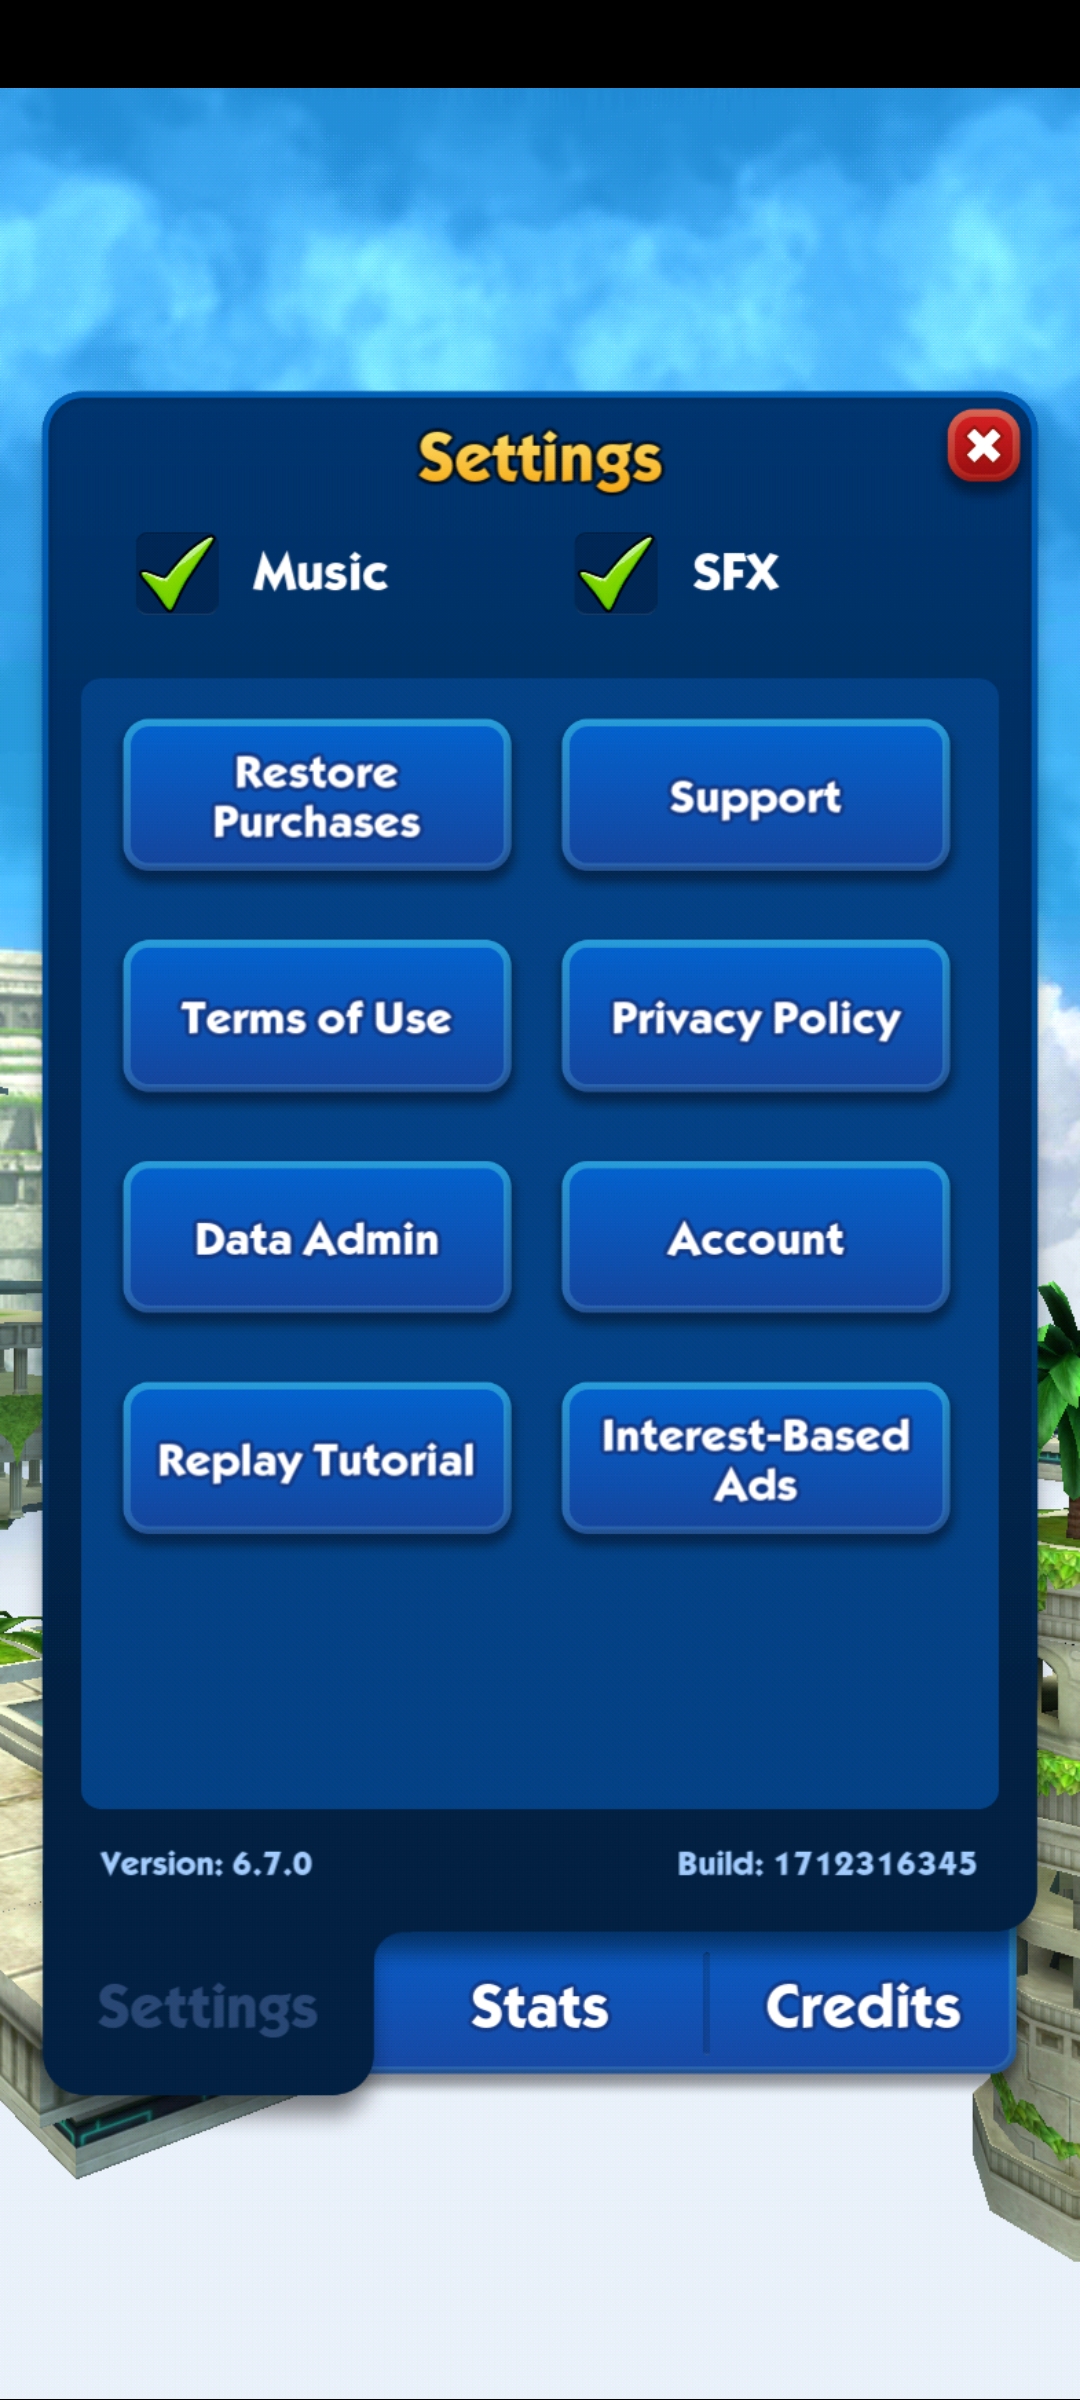 Settings
Music
SFX
Restore
Purchases
Support
Terms of Use
Privacy Policy
Data Admin
Account
Replay Tutorial
Interest-Based
Ads
Version: 6.7.0
Build: 1712316345
Settings
Stats
Credits